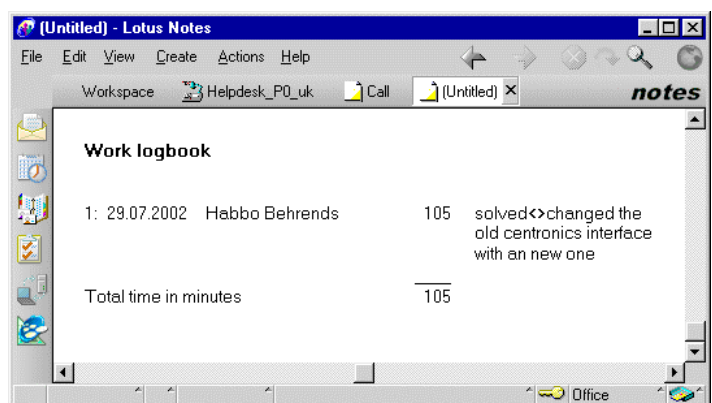 (Untitled) - Lotus Notes
File Edit View Create Actions Help
Workspace Helpdesk_P0_uk Call (Untitled) notes
Work logbook
1: 29.07.2002 Habbo Behrends 105 solved<>changed the
old centronics interface
with an new one
Total time in minutes 105
Office